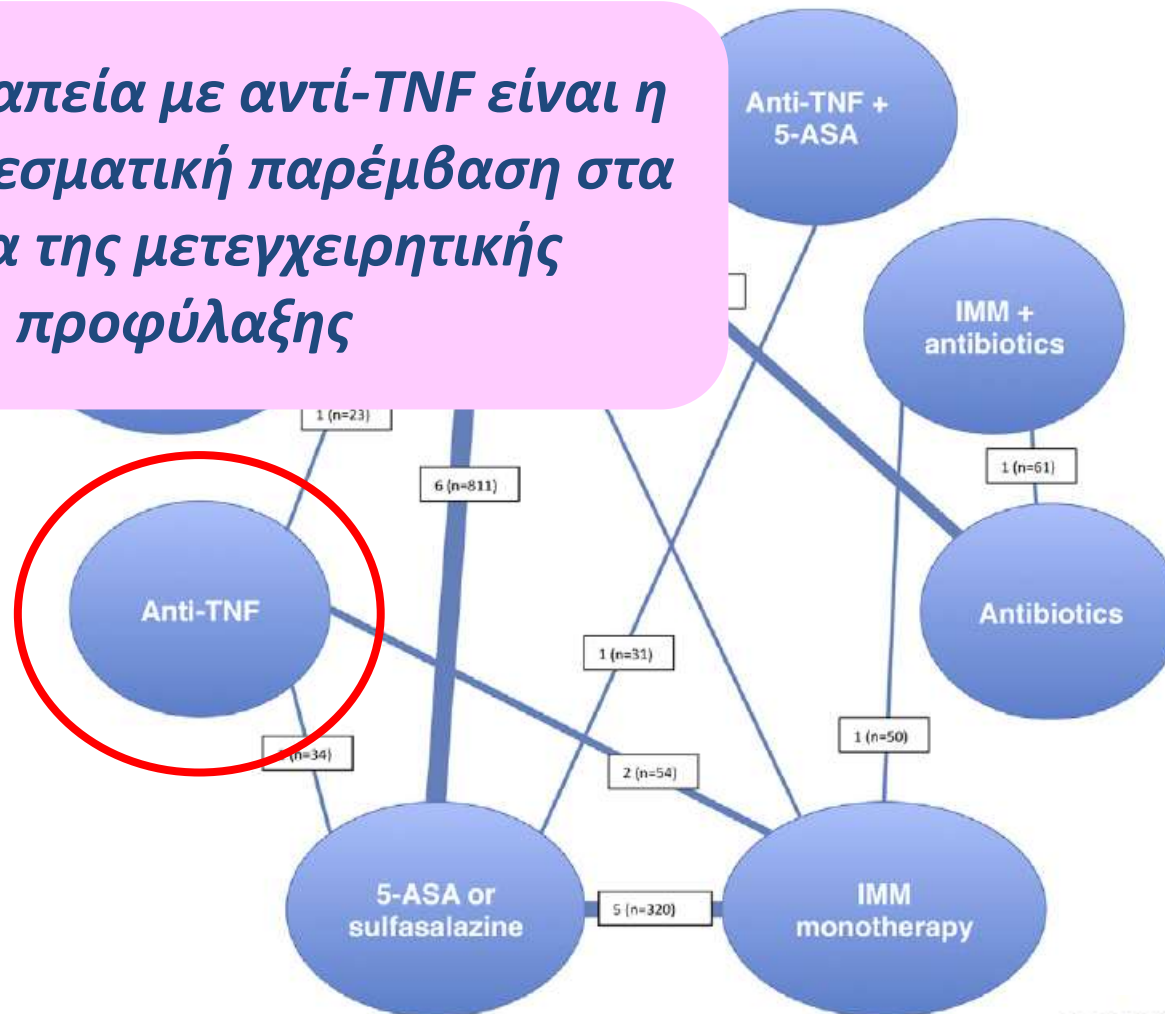 απεία με αντί-TNF είναι η
εσματική παρέμβαση στα
α της μετεγχειρητικής
προφύλαξης
Anti-TNF +
5-ASA
IMM +
antibiotics
1 (n=23)
6 (n=811)
1 (n=61)
Anti-TNF
Antibiotics
1 (n=31)
1 (n=50)
(n=34)
2 (n=54)
5-ASA or
sulfasalazine
5 (n=320)
IMM
monotherapy